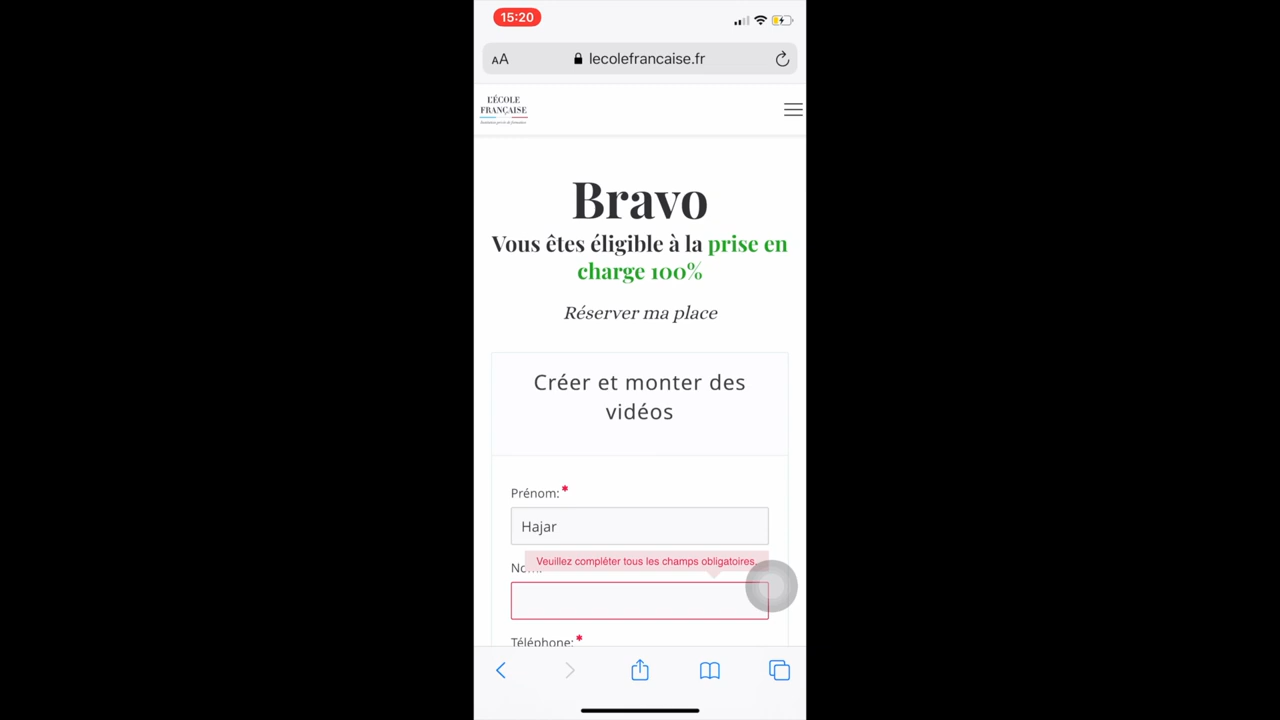 15:20
AA
lecolefrancaise.fr
L'ÉCOLE
FRANÇAISE
Bravo
Vous êtes éligible à la prise en
charge 100%
Réserver ma place
Créer et monter des
vidéos
Prénom:*
Hajar
Veuillez compléter tous les champs obligatoires.
Téléphone:*